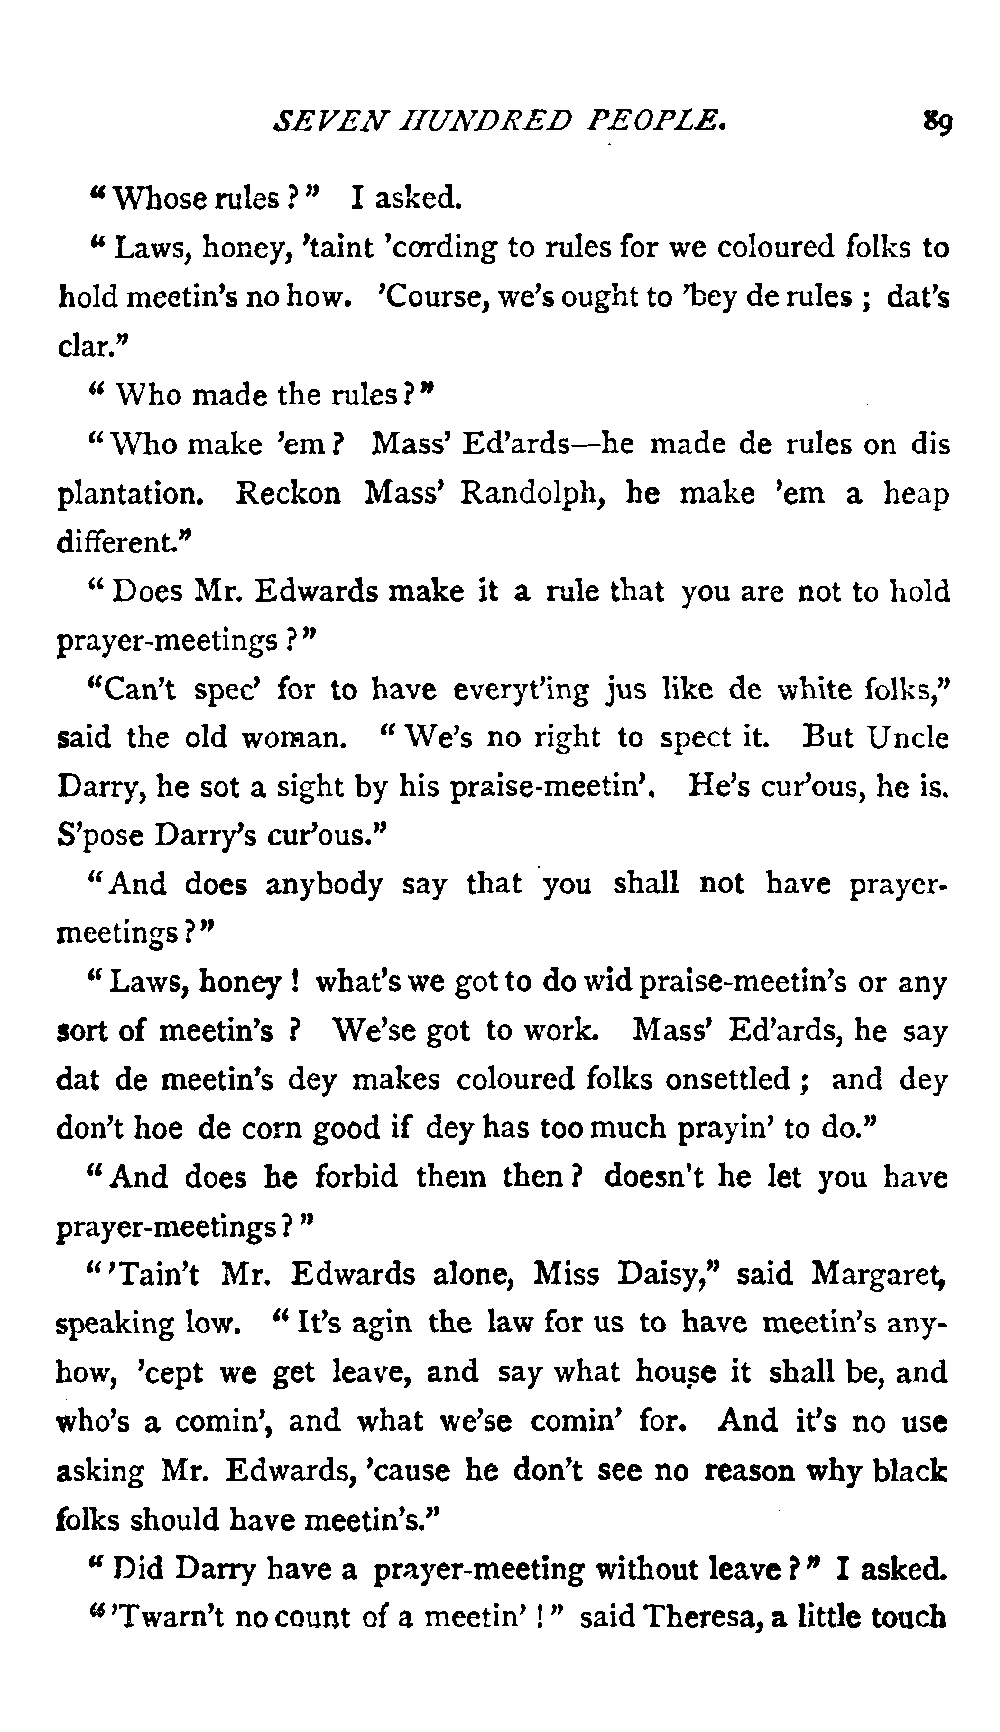 SEVEN HUNDRED PEOPLE. 89
"Whose rules?" I asked.
"Laws, honey, 'taint 'cording to rules for we coloured folks to
hold meetin's no how. 'Course, we's ought to 'bey de rules; dat's
clar."
"Who made the rules?"
"Who make 'em? Mass' Ed'ards—he made de rules on dis
plantation. Reckon Mass' Randolph, he make 'em a heap
different."
"Does Mr. Edwards make it a rule that you are not to hold
prayer-meetings?"
"Can't spec' for to have everyt'ing jus like de white folks,"
said the old woman. "We's no right to spect it. But Uncle
Darry, he sot a sight by his praise-meetin'. He's cur'ous, he is.
S'pose Darry's cur'ous."
"And does anybody say that you shall not have prayer-
meetings?"
"Laws, honey! what's we got to do wid praise-meetin's or any
sort of meetin's? We'se got to work. Mass' Ed'ards, he say
dat de meetin's dey makes coloured folks onsettled; and dey
don't hoe de corn good if dey has too much prayin' to do."
"And does he forbid them then? doesn't he let you have
prayer-meetings?"
"'Tain't Mr. Edwards alone, Miss Daisy," said Margaret,
speaking low. "It's agin the law for us to have meetin's any-
how, 'cept we get leave, and say what house it shall be, and
who's a comin', and what we'se comin' for. And it's no use
asking Mr. Edwards, 'cause he don't see no reason why black
folks should have meetin's."
"Did Darry have a prayer-meeting without leave?" I asked.
"'Twarn't no count of a meetin'!" said Theresa, a little touch